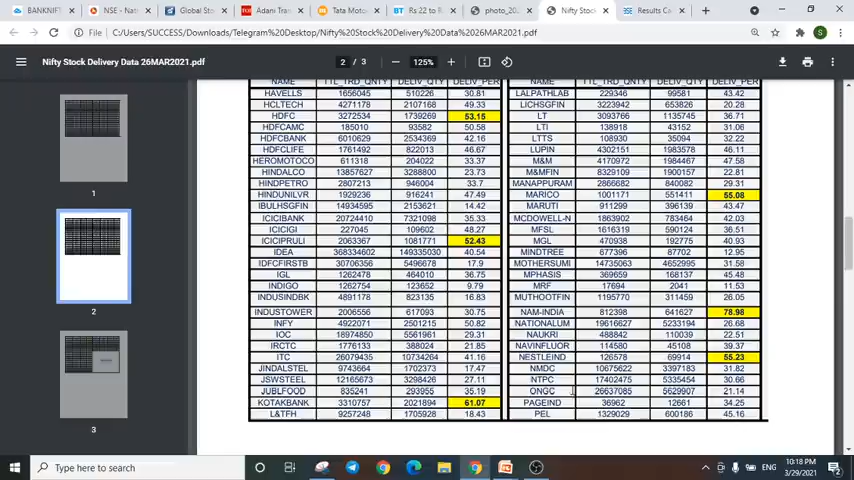 BANKNIF
NSE - Nat
Global Sto
Adani Tra
Tata Moto
Rs 22 to R
photo_20
Nifty Stoc
Results Ca
File | C:/Users/SUCCESS/Downloads/Telegram%20Desktop/Nifty%20Stock%20Delivery%20Data%2026MAR2021.pdf
Nifty Stock Delivery Data 26MAR2021.pdf
2 / 3
125%
1
2
3
NAME TTL_TRD_QNTY DELIV_QTY DELIV_PER NAME TTL_TRD_QNTY DELIV_QTY DELIV_PER
HAVELLS 1656045 510226 30.81 LALPATHLAB 229346 99581 43.42
HCLTECH 4271178 2107168 49.33 LICHSGFIN 3223942 653826 20.28
HDFC 3272534 1739269 53.15 LT 3093766 1135745 36.71
HDFCAMC 185010 93582 50.58 LTI 138918 43152 31.06
HDFCBANK 6010629 2534369 42.16 LTTS 108930 35094 32.22
HDFCLIFE 1761492 822013 46.67 LUPIN 4302151 1983578 46.11
HEROMOTOCO 611318 204022 33.37 M&M 4170972 1984467 47.58
HINDALCO 13857627 3288800 23.73 M&MFIN 8329109 1900157 22.81
HINDPETRO 2807213 946004 33.7 MANAPPURAM 2866682 840082 29.31
HINDUNILVR 1929236 916241 47.49 MARICO 1001171 551411 55.08
IBULHSGFIN 14934595 2153621 14.42 MARUTI 911299 396139 43.47
ICICIBANK 20724410 7321098 35.33 MCDOWELL-N 1863902 783464 42.03
ICICIGI 227045 109602 48.27 MFSL 1616319 590124 36.51
ICICIPRULI 2063367 1081771 52.43 MGL 470938 192775 40.93
IDEA 368334602 149335030 40.54 MINDTREE 677396 87732 12.95
IDFCFIRSTB 30706356 5496678 17.9 MOTHERSUMI 14735063 4652995 31.58
IGL 1262478 464010 36.75 MPHASIS 369659 168137 45.48
INDIGO 1262754 123652 9.79 MRF 17694 2041 11.53
INDUSINDBK 4891178 823135 16.83 MUTHOOTFIN 1195770 311459 26.05
INDUSTOWER 2006556 617093 30.75 NAM-INDIA 812398 641627 78.98
INFY 4922071 2501215 50.82 NATIONALUM 19616627 5233194 26.68
IOC 18974850 5561961 29.31 NAUKRI 488842 110039 22.51
IRCTC 1776133 388024 21.85 NAVINFLUOR 114580 45108 39.37
ITC 26079435 10734264 41.16 NESTLEIND 126578 69914 55.23
JINDALSTEL 9743664 1702373 17.47 NMDC 10675622 3397183 31.82
JSWSTEEL 12165673 3298426 27.11 NTPC 17402475 5335454 30.66
JUBLFOOD 835241 293955 35.19 ONGC 26637085 5629907 21.14
KOTAKBANK 3310757 2021894 61.07 PAGEIND 36962 12661 34.25
L&TFH 9257248 1705928 18.43 PEL 1329029 600186 45.16
Type here to search
ENG
10:18 PM
3/29/2021
2